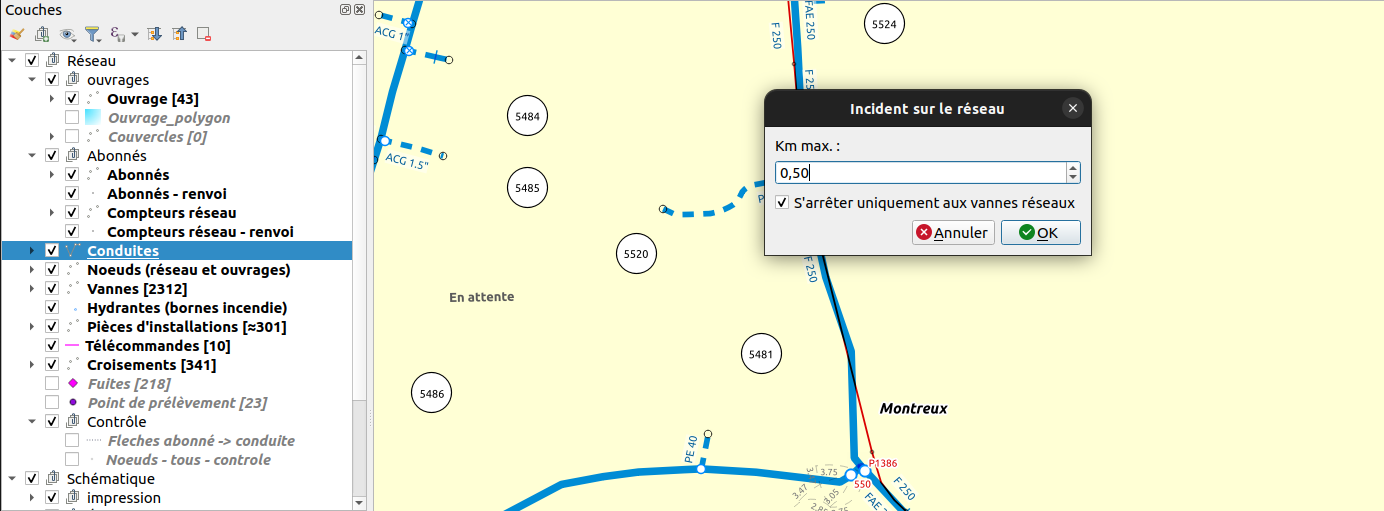 Couches
Réseau
ouvrages
Ouvrage [43]
Ouvrage_polygon
Couvercles [0]
Abonnés
Abonnés
Abonnés - renvoi
Compteurs réseau
Compteurs réseau - renvoi
Conduites
Noeuds (réseau et ouvrages)
Vannes [2312]
Hydrantes (bornes incendie)
Pièces d'installations [≈301]
Télécommandes [10]
Croisements [341]
Fuites [218]
Point de prélèvement [23]
Contrôle
Fleches abonné -> conduite
Noeuds - tous - controle
Schématique
impression
ACG 1"
F 250
FAE 250
5524
5484
ACG 1.5"
5485
5520
En attente
5481
5486
Montreux
PE 40
P1386
550
3.75
3.47
3.05
F 250
F 250
Incident sur le réseau
Km max. :
0,50
S'arrêter uniquement aux vannes réseaux
Annuler
OK